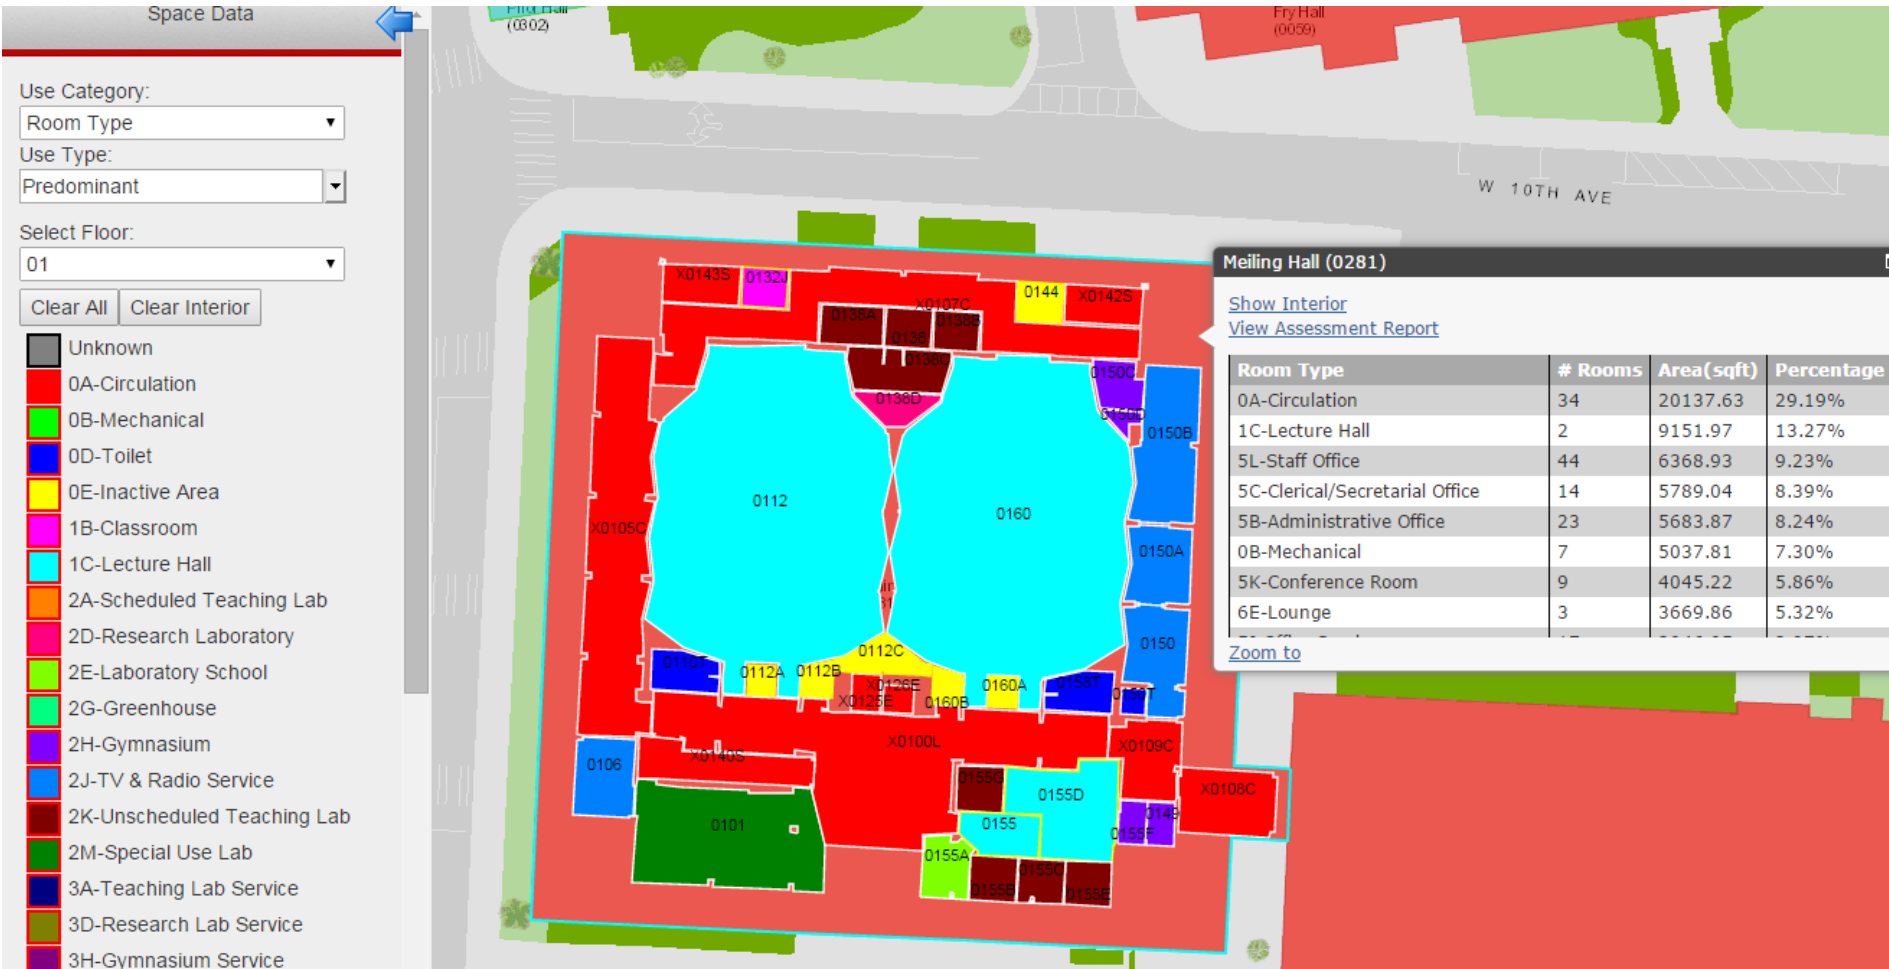 Space Data
Use Category:
Room Type
Use Type:
Predominant
Select Floor:
01
Clear All
Clear Interior
Unknown
0A-Circulation
0B-Mechanical
0D-Toilet
0E-Inactive Area
1B-Classroom
1C-Lecture Hall
2A-Scheduled Teaching Lab
2D-Research Laboratory
2E-Laboratory School
2G-Greenhouse
2H-Gymnasium
2J-TV & Radio Service
2K-Unscheduled Teaching Lab
2M-Special Use Lab
3A-Teaching Lab Service
3D-Research Lab Service
3H-Gymnasium Service
(0302)
Fry Hall
(0059)
W 10TH AVE
X0143S
0132J
X0107C
0144
X0142S
0138A
0138
0138B
0138C
0138D
0150C
0150D
0150B
0112
0160
X0105C
0150A
0150
0110T
0112A
0112B
0112C
X0126E
X0125E
0160B
0160A
0158T
0150T
X0100L
X0109C
X0140S
0106
0101
0155G
0155D
0155
X0108C
0149
0155F
0155A
0155B
0155C
0155E
Meiling Hall (0281)
Show Interior
View Assessment Report
Room Type # Rooms Area(sqft) Percentage
0A-Circulation 34 20137.63 29.19%
1C-Lecture Hall 2 9151.97 13.27%
5L-Staff Office 44 6368.93 9.23%
5C-Clerical/Secretarial Office 14 5789.04 8.39%
5B-Administrative Office 23 5683.87 8.24%
0B-Mechanical 7 5037.81 7.30%
5K-Conference Room 9 4045.22 5.86%
6E-Lounge 3 3669.86 5.32%
Zoom to